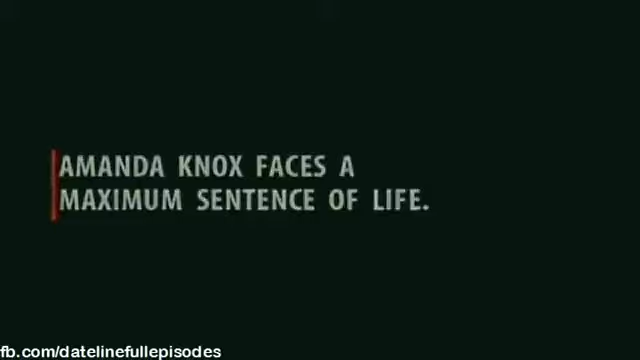 AMANDA KNOX FACES A
MAXIMUM SENTENCE OF LIFE.
fb.com/datelinefullepisodes